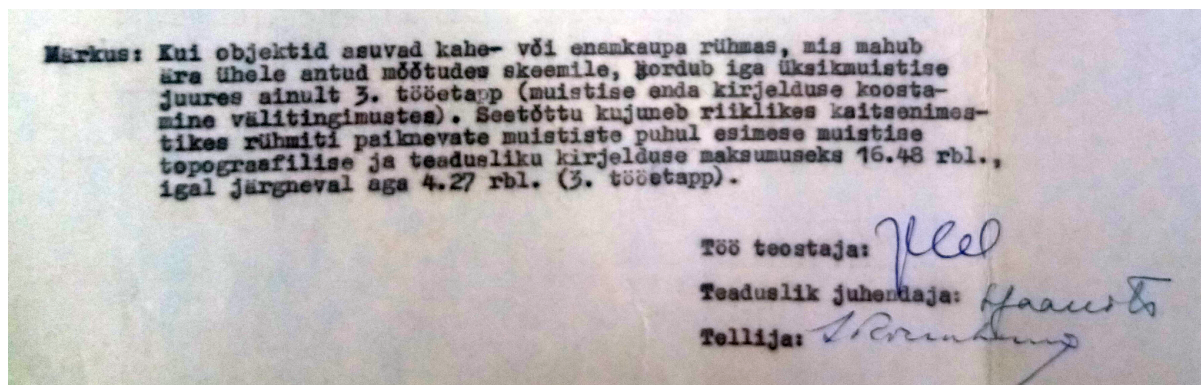 Märkus: Kui objektid asuvad kahe- või enamkaupa rühmas, mis mahub
ära ühele antud mõõtudes skeemile, kordub iga üksikmuistise
juures ainult 3. tööetapp (muistise enda kirjelduse koosta-
mine välitingimustes). Seetõttu kujuneb riiklikes kaitsenimes-
tikes rühmiti paiknevate muististe puhul esimese muistise
topograafilise ja teadusliku kirjelduse maksumuseks 16.48 rbl.,
igal järgneval aga 4.27 rbl. (3. tööetapp).
Töö teostaja:
Teaduslik juhendaja:
Tellija: